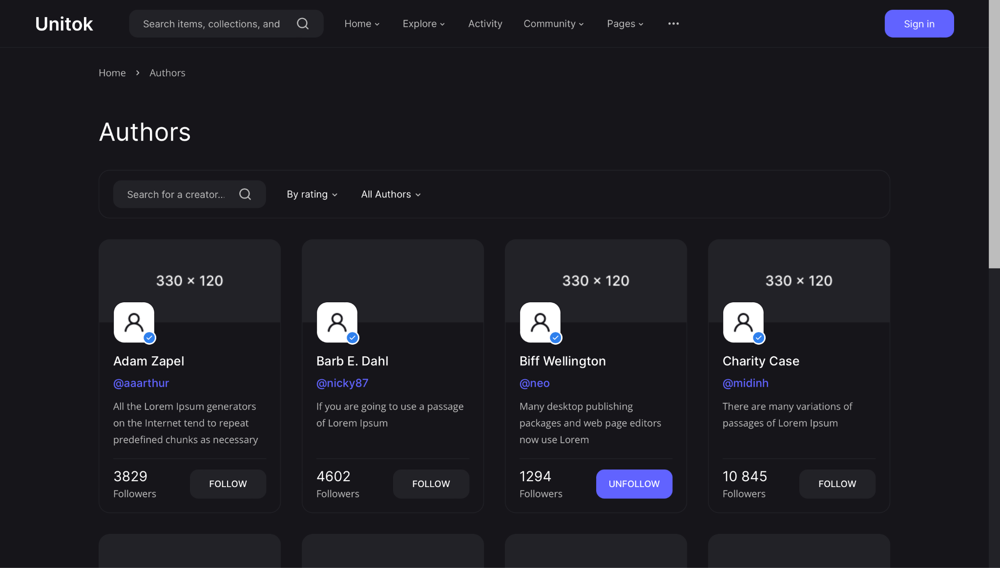 Unitok
Search items, collections, and
Home
Explore
Activity
Community
Pages
Sign in
Home
Authors
Authors
Search for a creator...
By rating
All Authors
330 × 120
Adam Zapel
@aaarthur
All the Lorem Ipsum generators
on the Internet tend to repeat
predefined chunks as necessary
3829
Followers
FOLLOW
Barb E. Dahl
@nicky87
If you are going to use a passage
of Lorem Ipsum
4602
Followers
FOLLOW
330 × 120
Biff Wellington
@neo
Many desktop publishing
packages and web page editors
now use Lorem
1294
Followers
UNFOLLOW
330 × 120
Charity Case
@midinh
There are many variations of
passages of Lorem Ipsum
10 845
Followers
FOLLOW